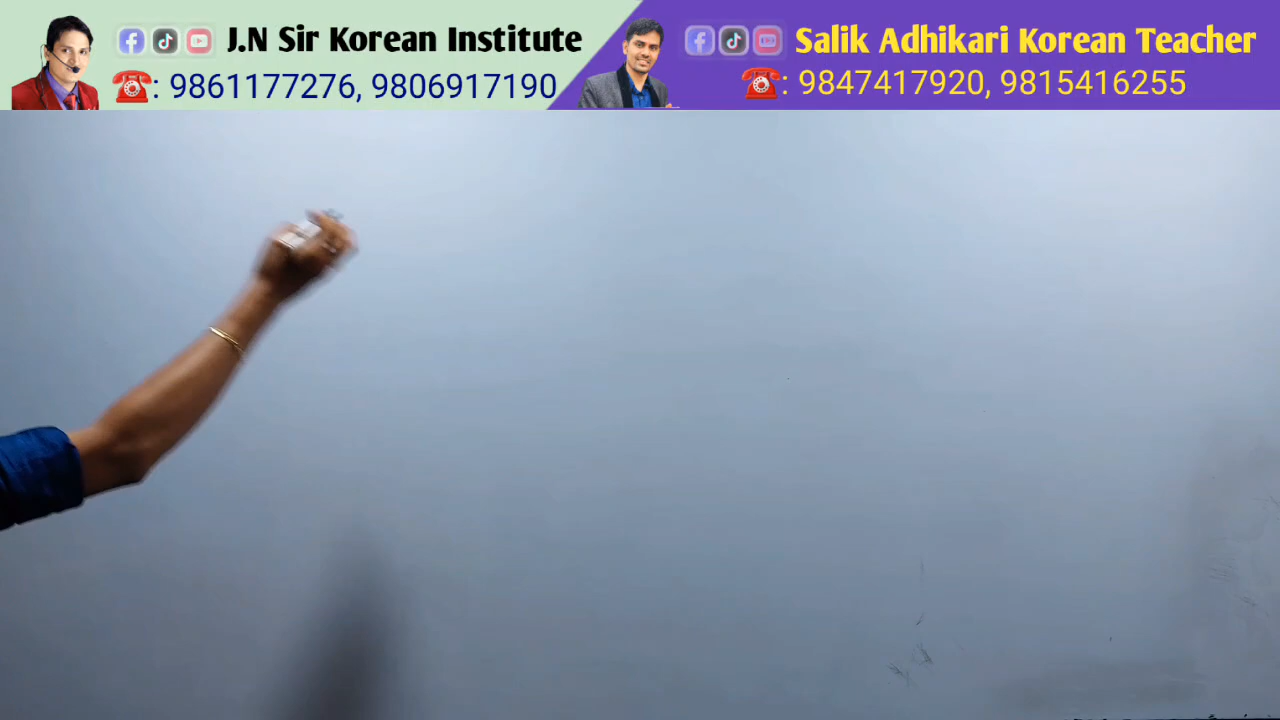 J.N Sir Korean Institute
☎️: 9861177276, 9806917190
Salik Adhikari Korean Teacher
☎️: 9847417920, 9815416255